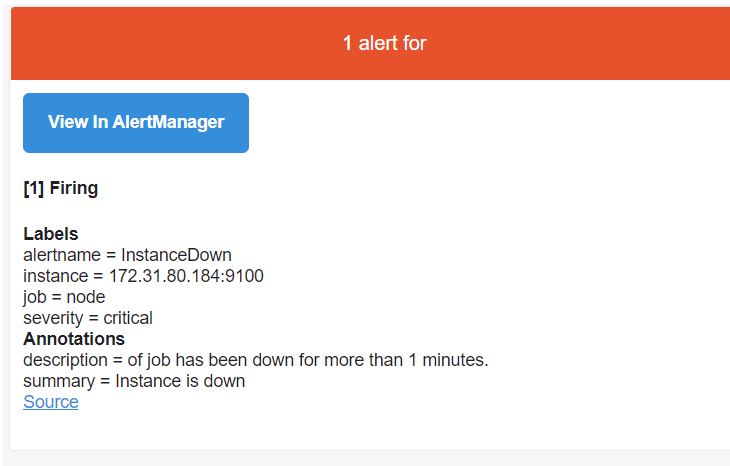 1 alert for
View In AlertManager
[1] Firing
Labels
alertname = InstanceDown
instance = 172.31.80.184:9100
job = node
severity = critical
Annotations
description = of job has been down for more than 1 minutes.
summary = Instance is down
Source